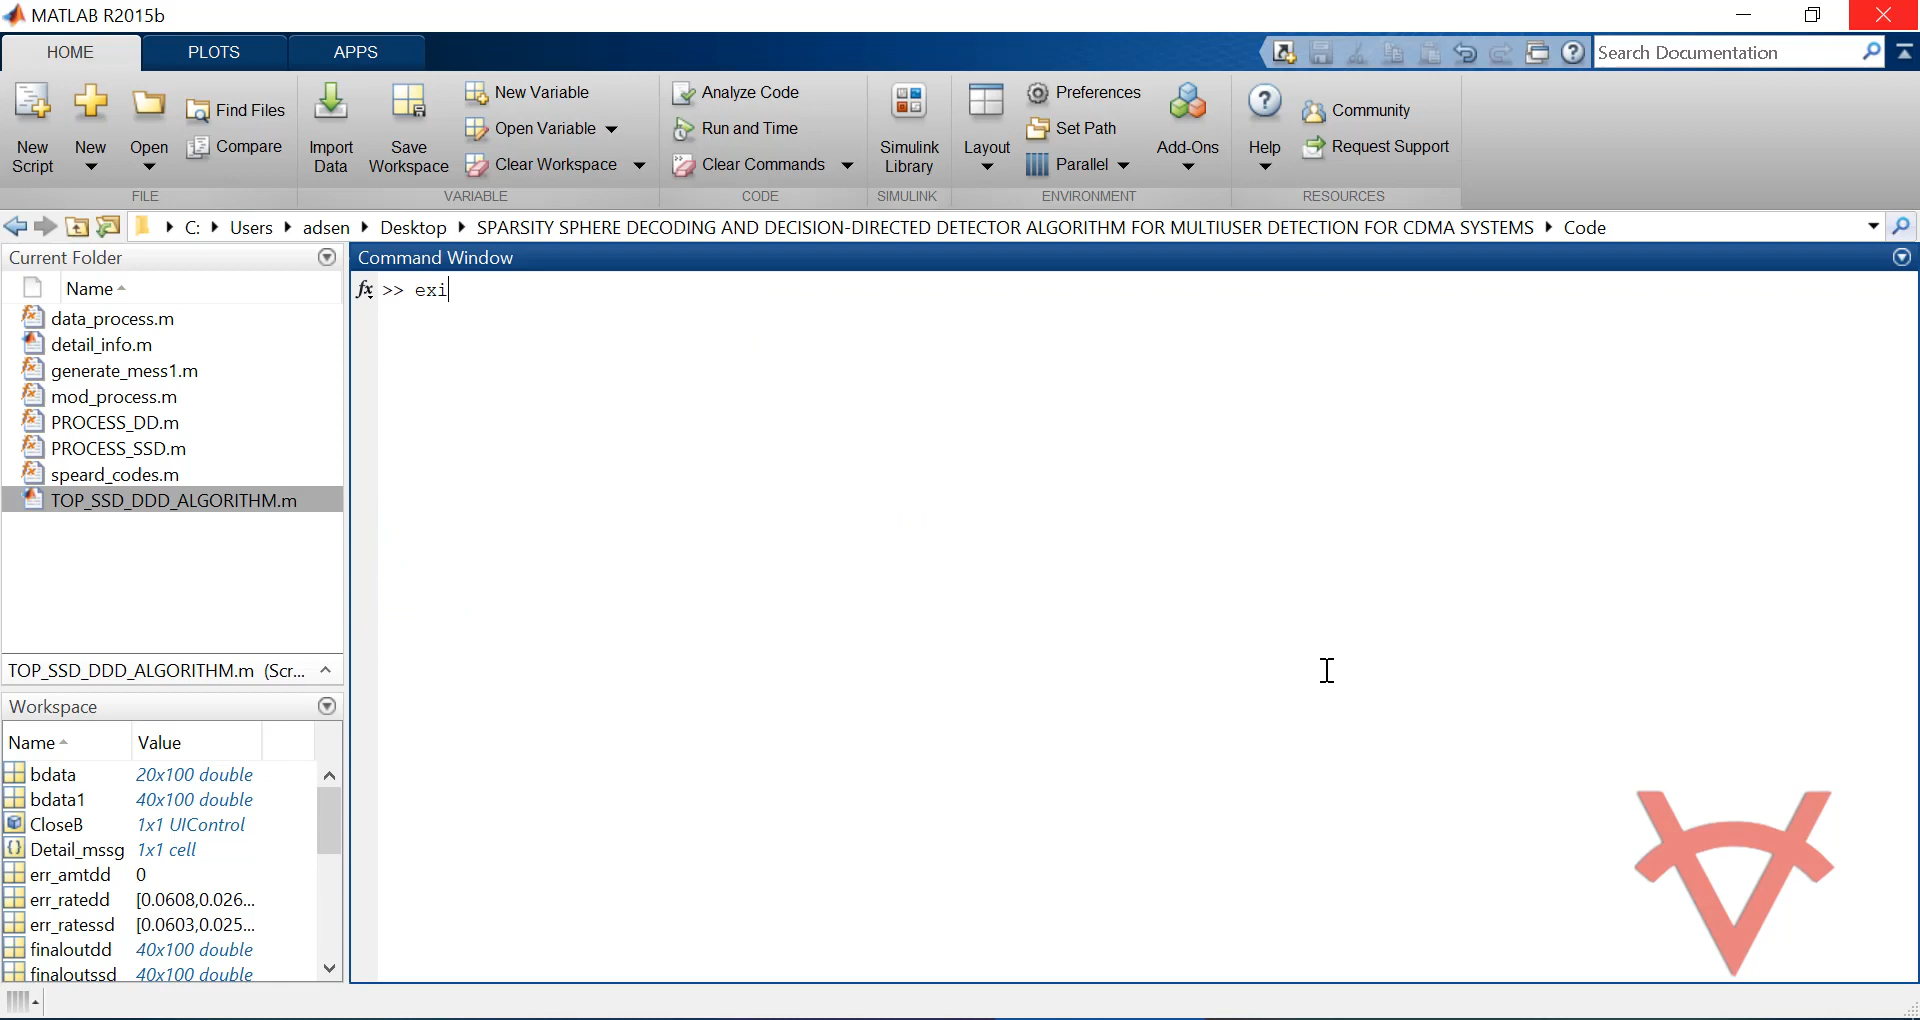 MATLAB R2015b
HOME PLOTS APPS Search Documentation
New Script
New
Open
Find Files
Compare
FILE
Import Data
Save Workspace
New Variable
Open Variable
Clear Workspace
VARIABLE
Analyze Code
Run and Time
Clear Commands
CODE
Simulink Library
SIMULINK
Layout
Preferences
Set Path
Parallel
Add-Ons
ENVIRONMENT
Help
Community
Request Support
RESOURCES
C: Users adsen Desktop SPARSITY SPHERE DECODING AND DECISION-DIRECTED DETECTOR ALGORITHM FOR MULTIUSER DETECTION FOR CDMA SYSTEMS Code
Current Folder
Name
data_process.m
detail_info.m
generate_mess1.m
mod_process.m
PROCESS_DD.m
PROCESS_SSD.m
speard_codes.m
TOP_SSD_DDD_ALGORITHM.m
TOP_SSD_DDD_ALGORITHM.m (Scr...
Workspace
Name Value
bdata 20x100 double
bdata1 40x100 double
CloseB 1x1 UIControl
Detail_mssg 1x1 cell
err_amtdd 0
err_ratedd [0.0608,0.026...
err_ratessd [0.0603,0.025...
finaloutdd 40x100 double
finaloutssd 40x100 double
Command Window
fx >> exi